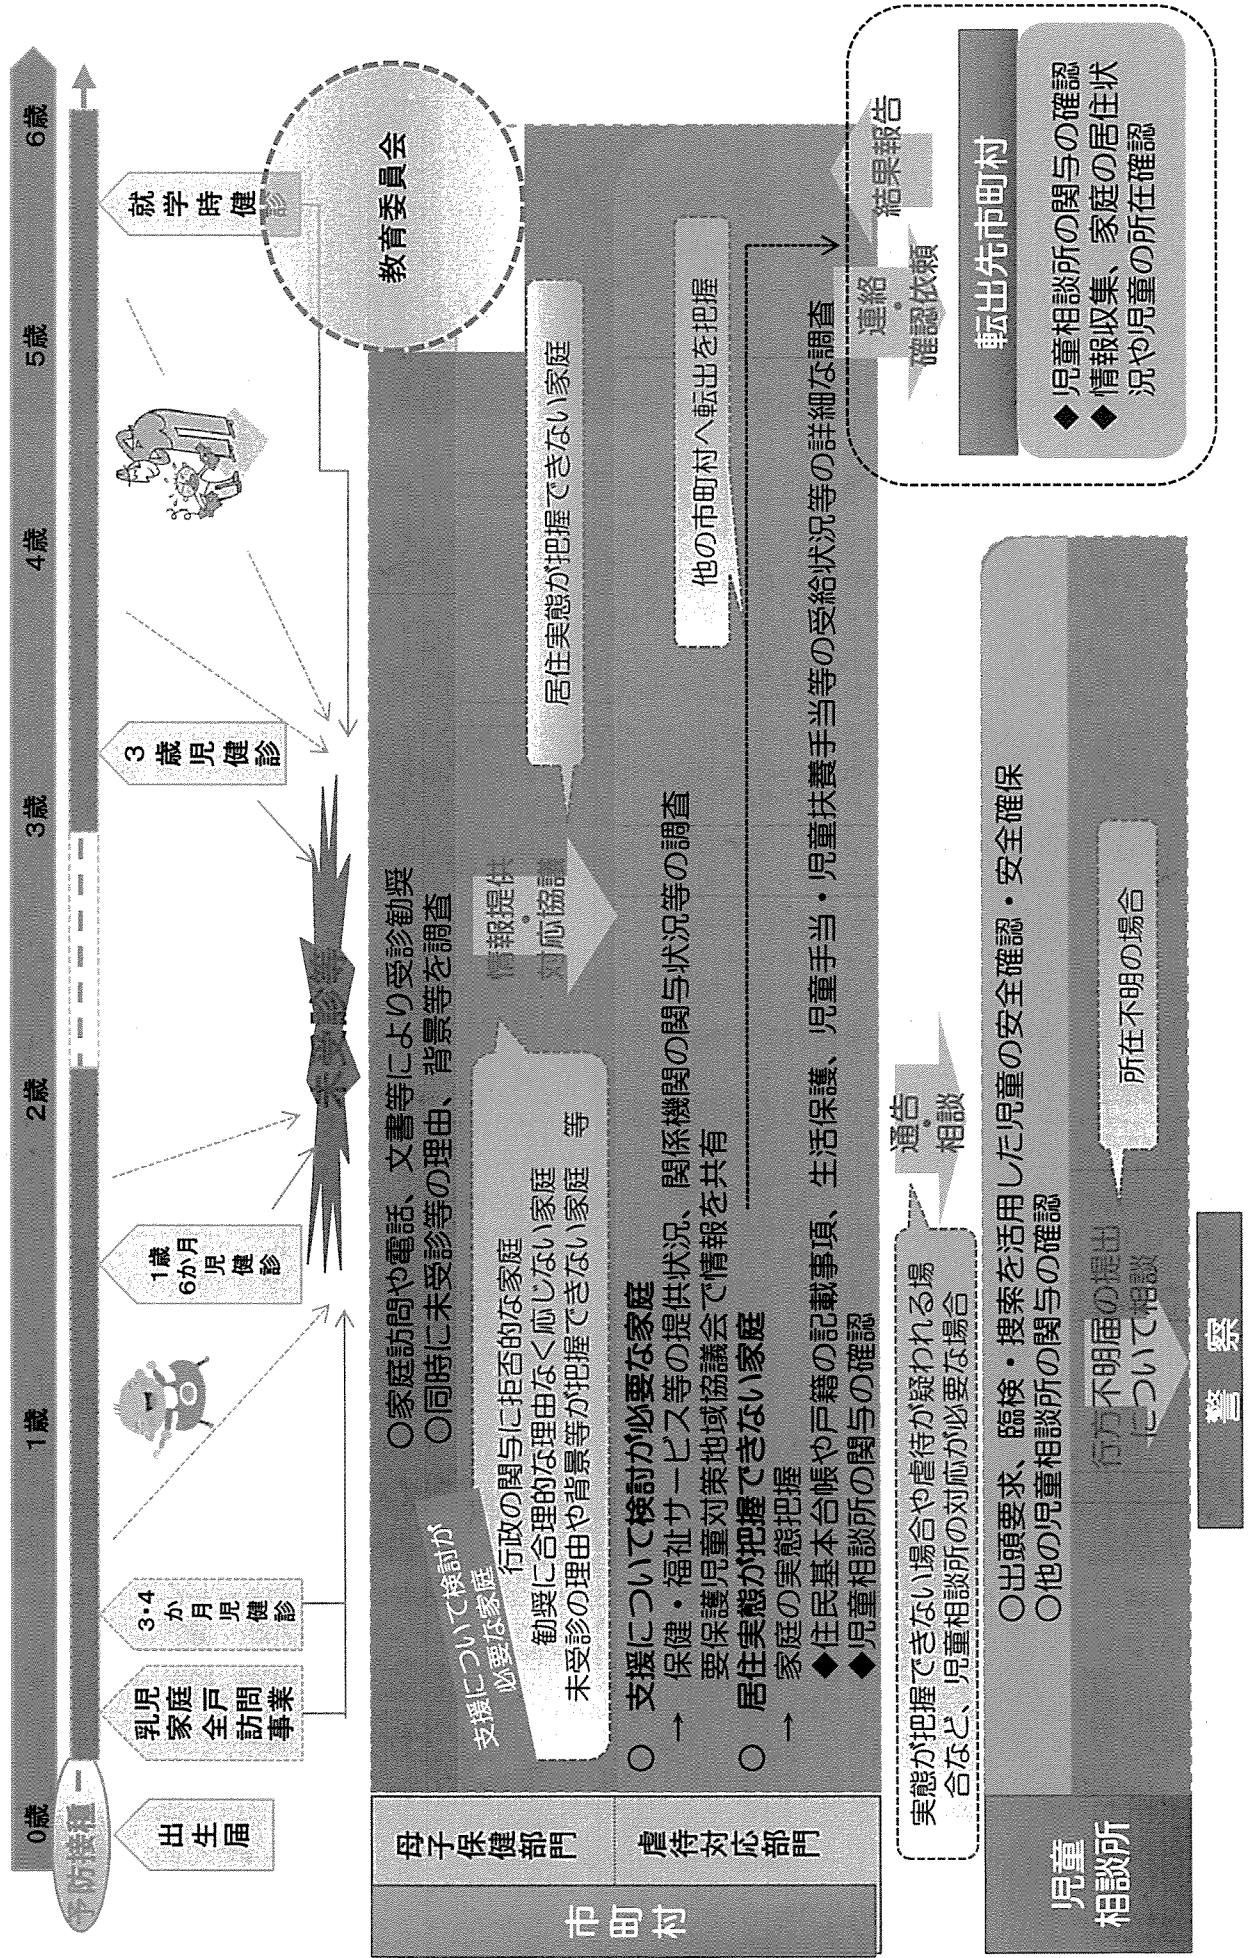 0歳
1歳
2歳
3歳
4歳
5歳
6歳
予防接種
出生届
乳児
家庭
全戸
訪問
事業
3・4
か
月
児
健
診
1歳
6か月
児
健
診
3
歳
児
健
診
就
学
時
健
診
未受診等
教育委員会
市町村
母子保健部門
虐待対応部門
○家庭訪問や電話、文書等により受診勧奨
○同時に未受診等の理由、背景等を調査
支援について検討が
必要な家庭
行政の関与に拒否的な家庭
勧奨に合理的な理由なく応じない家庭
未受診の理由や背景等が把握できない家庭 等
情報提供
・
対応協議
居住実態が把握できない家庭
○ 支援について検討が必要な家庭
→ 保健・福祉サービス等の提供状況、関係機関の関与状況等の調査
要保護児童対策地域協議会で情報を共有
○ 居住実態が把握できない家庭
→ 家庭の実態把握
◆住民基本台帳や戸籍の記載事項、生活保護、児童手当・児童扶養手当等の受給状況等の詳細な調査
◆児童相談所の関与の確認
他の市町村へ転出を把握
連絡
・
確認依頼
結果報告
転出先市町村
◆児童相談所の関与の確認
◆情報収集、家庭の居住状
況や児童の所在確認
実態が把握できない場合や虐待が疑われる場
合など、児童相談所の対応が必要な場合
通告・
相談
児童
相談所
○出頭要求、臨検・捜索を活用した児童の安全確認・安全確保
○他の児童相談所の関与の確認
行方不明届の提出
について相談
所在不明の場合
警察